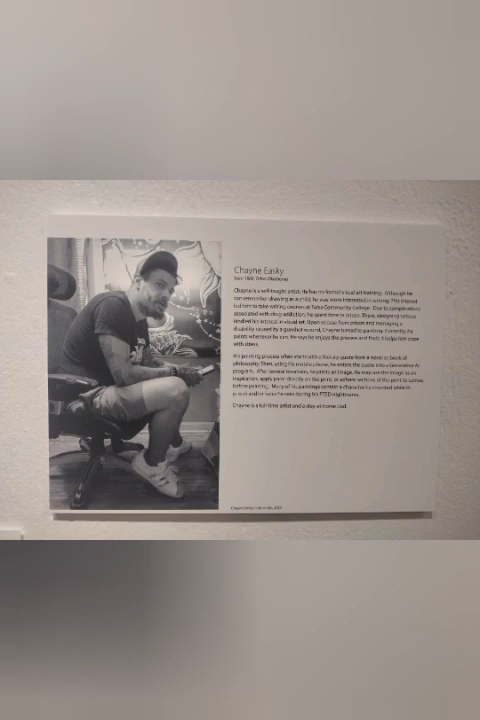 Chayne Easky
Chayne is a self-taught artist. He has no formal visual art training. Although he
can remember drawing as a child, he was more interested in writing. This interest
led him to take writing courses at Tulsa Community College. Due to complications
associated with drug addiction, he spent time in prison. There, designing tattoos
kindled his interest in visual art. Upon release from prison and managing a
disability caused by a gunshot wound, Chayne turned to painting. Currently, he
paints whenever he can. He says he enjoys the process and finds it helps him cope
with stress.
His painting process often starts with a literary quote from a novel or book of
philosophy. Then, using his mobile phone, he enters the quote into a Generative AI
program. After several iterations, he prints an image. He may use the image as an
inspiration, apply paint directly on the print, or adhere sections of the print to canvas
before painting. Many of his paintings contain a character he invented while in
prison and/or faces he sees during his PTSD nightmares.
Chayne is a full-time artist and a stay-at-home dad.